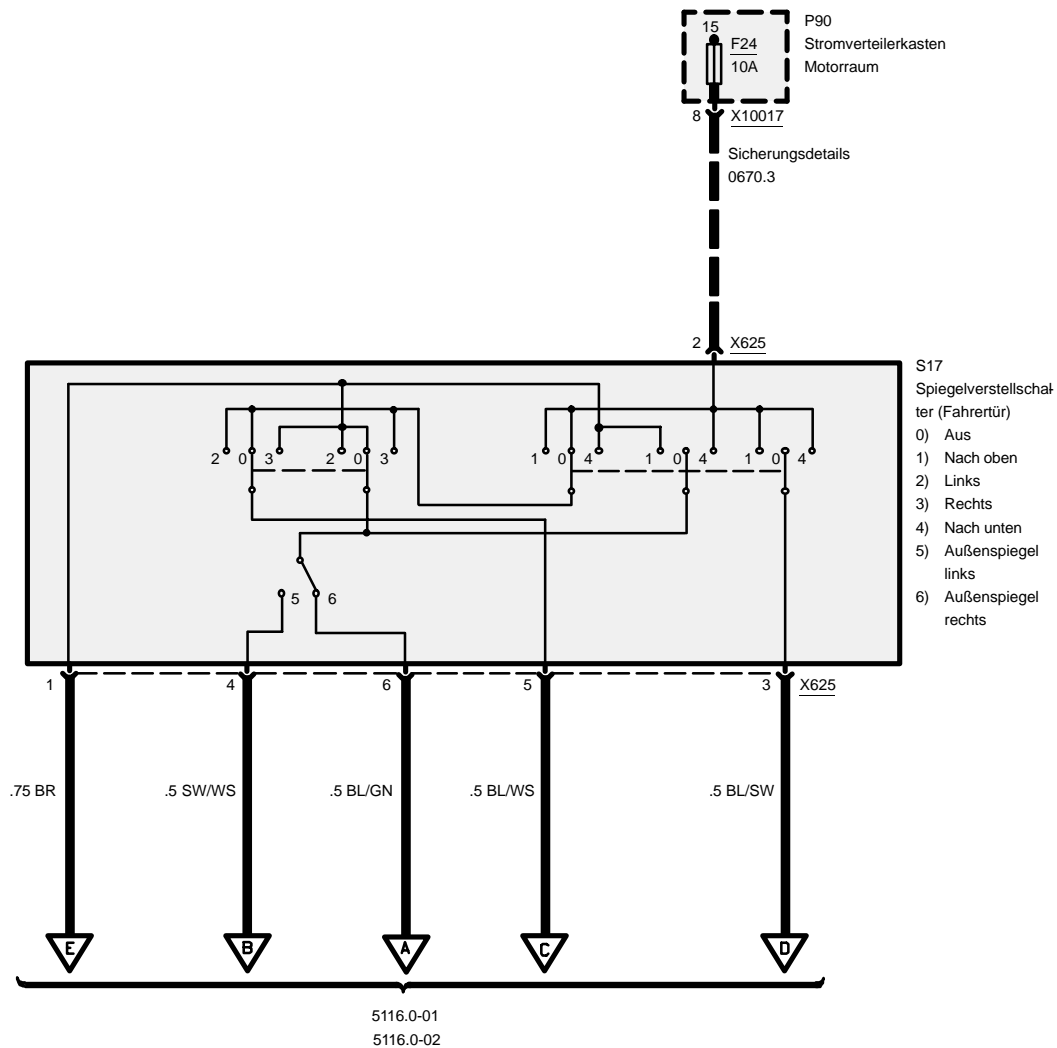 P90
15
F24
Stromverteilerkasten
10A
Motorraum
8
X10017
Sicherungsdetails
0670.3
2
X625
S17
Spiegelverstellschal-
ter (Fahrertür)
0) Aus
1) Nach oben
2) Links
3) Rechts
4) Nach unten
5) Außenspiegel
links
6) Außenspiegel
rechts
2 0 3 2 0 3 1 0 4 1 0 4 1 0 4
5 6
1 4 6 5 3 X625
.75 BR .5 SW/WS .5 BL/GN .5 BL/WS .5 BL/SW
E B A C D
5116.0-01
5116.0-02